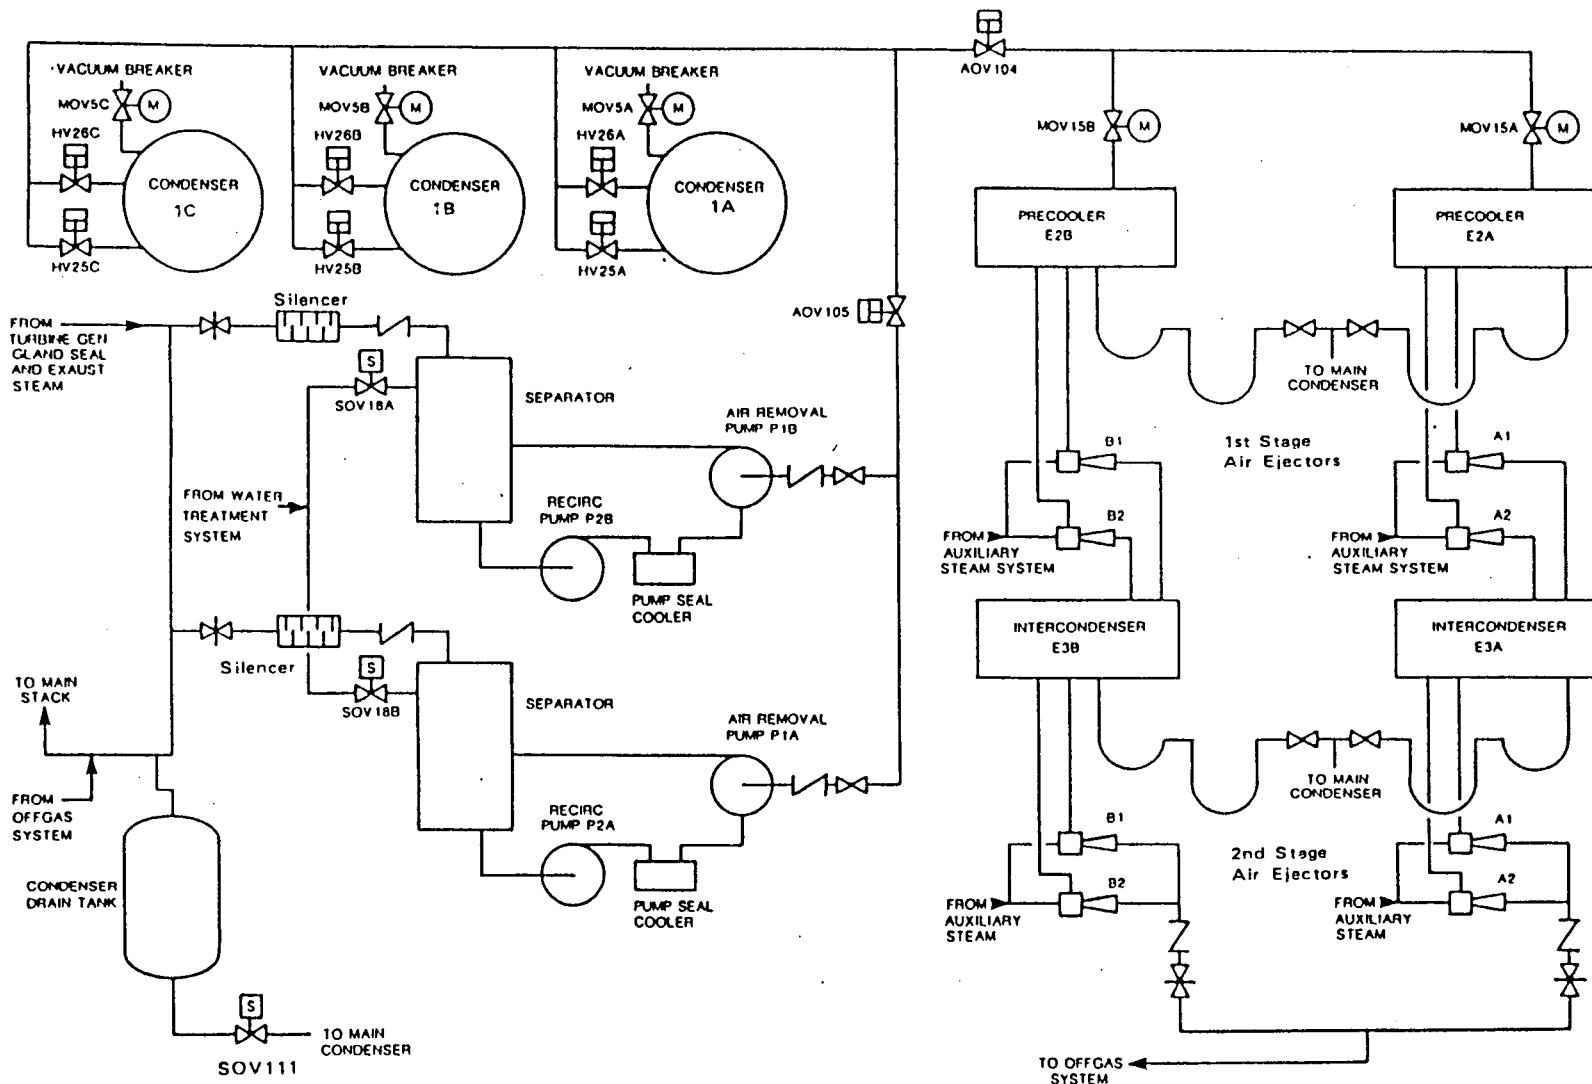 AOV104
VACUUM BREAKER
VACUUM BREAKER
VACUUM BREAKER
MOV5C
M
MOV5B
M
MOV5A
M
MOV15B
M
MOV15A
M
HV26C
HV26B
HV26A
CONDENSER
1C
CONDENSER
1B
CONDENSER
1A
HV25C
HV25B
HV25A
PRECOOLER
E2B
PRECOOLER
E2A
Silencer
FROM
TURBINE GEN
GLAND SEAL
AND EXAUST
STEAM
S
SOV18A
SEPARATOR
AOV105
TO MAIN
CONDENSER
AIR REMOVAL
PUMP P1B
1st Stage
Air Ejectors
B1
A1
FROM WATER
TREATMENT
SYSTEM
RECIRC
PUMP P2B
B2
A2
FROM
AUXILIARY
STEAM SYSTEM
FROM
AUXILIARY
STEAM SYSTEM
PUMP SEAL
COOLER
INTERCONDENSER
E3B
INTERCONDENSER
E3A
Silencer
S
SOV18B
SEPARATOR
TO MAIN
STACK
AIR REMOVAL
PUMP P1A
TO MAIN
CONDENSER
FROM
OFFGAS
SYSTEM
RECIRC
PUMP P2A
B1
A1
2nd Stage
Air Ejectors
CONDENSER
DRAIN TANK
PUMP SEAL
COOLER
B2
A2
FROM
AUXILIARY
STEAM
FROM
AUXILIARY
STEAM
S
SOV111
TO MAIN
CONDENSER
TO OFFGAS
SYSTEM